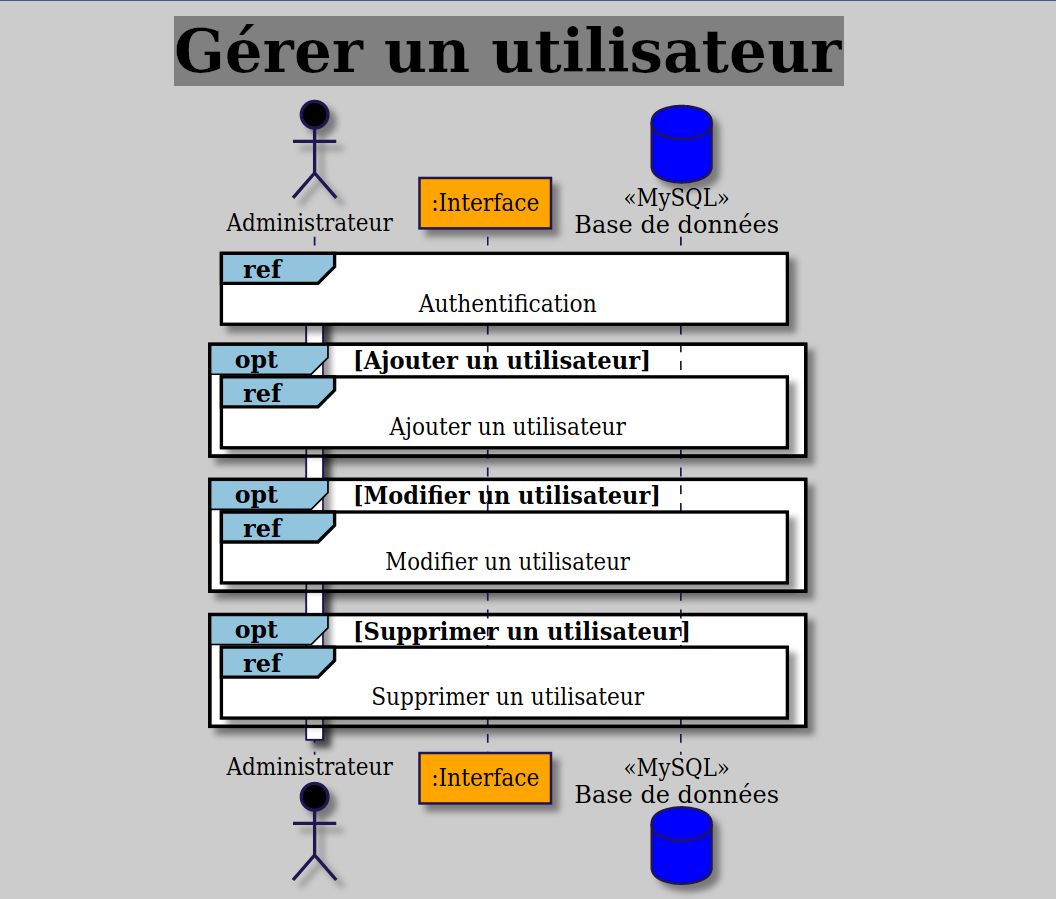 Gérer un utilisateur
Administrateur
:Interface
«MySQL»
Base de données
ref
Authentification
opt
[Ajouter un utilisateur]
ref
Ajouter un utilisateur
opt
[Modifier un utilisateur]
ref
Modifier un utilisateur
opt
[Supprimer un utilisateur]
ref
Supprimer un utilisateur
Administrateur
:Interface
«MySQL»
Base de données